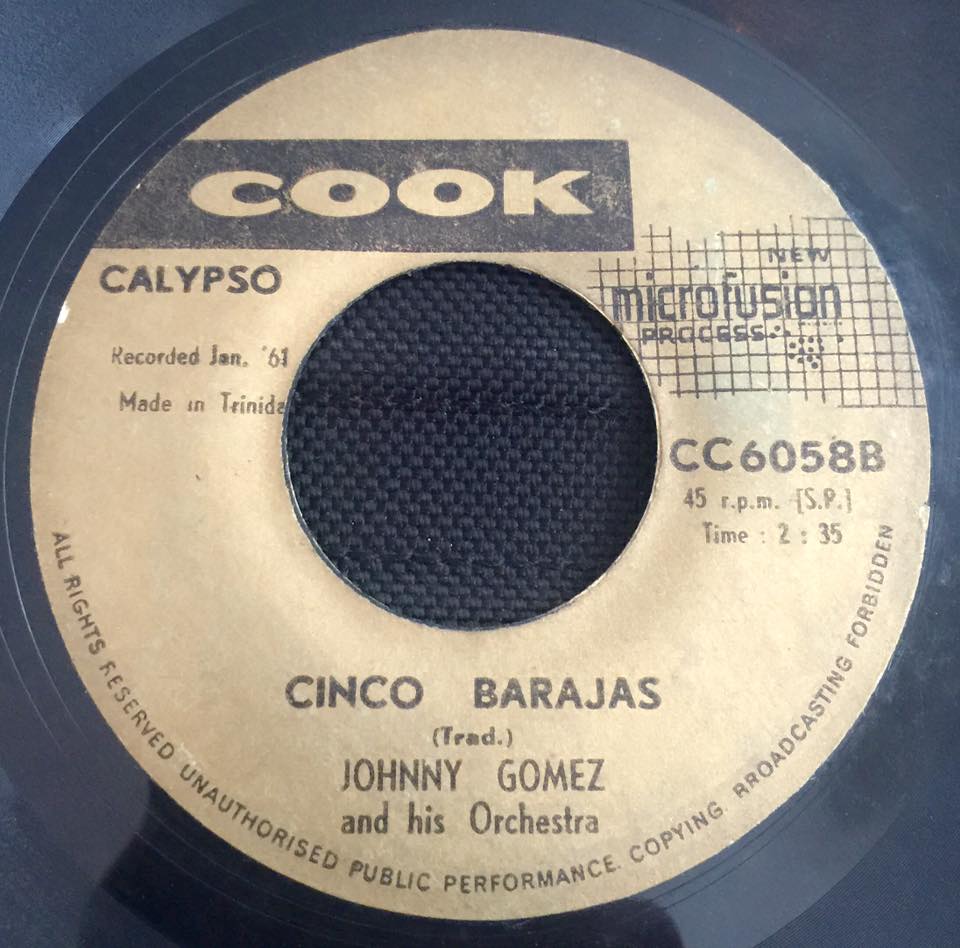 COOK
CALYPSO
NEW
microfusion
PROCESS
Recorded Jan. '61
Made in Trinida
CC6058B
45 r.p.m. [S.P.]
Time : 2 : 35
CINCO BARAJAS
(Trad.)
JOHNNY GOMEZ
and his Orchestra
ALL RIGHTS RESERVED UNAUTHORISED PUBLIC PERFORMANCE. COPYING. BROADCASTING FORBIDDEN